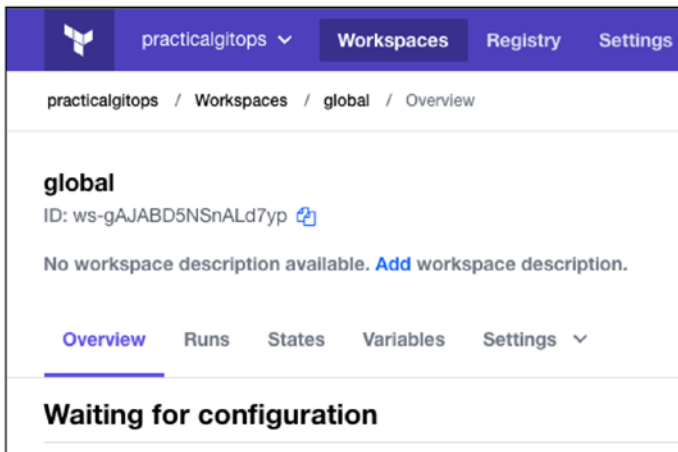 practicalgitops Workspaces Registry Settings
practicalgitops / Workspaces / global / Overview
global
ID: ws-gAJABD5NSnALd7yp
No workspace description available. Add workspace description.
Overview Runs States Variables Settings
Waiting for configuration